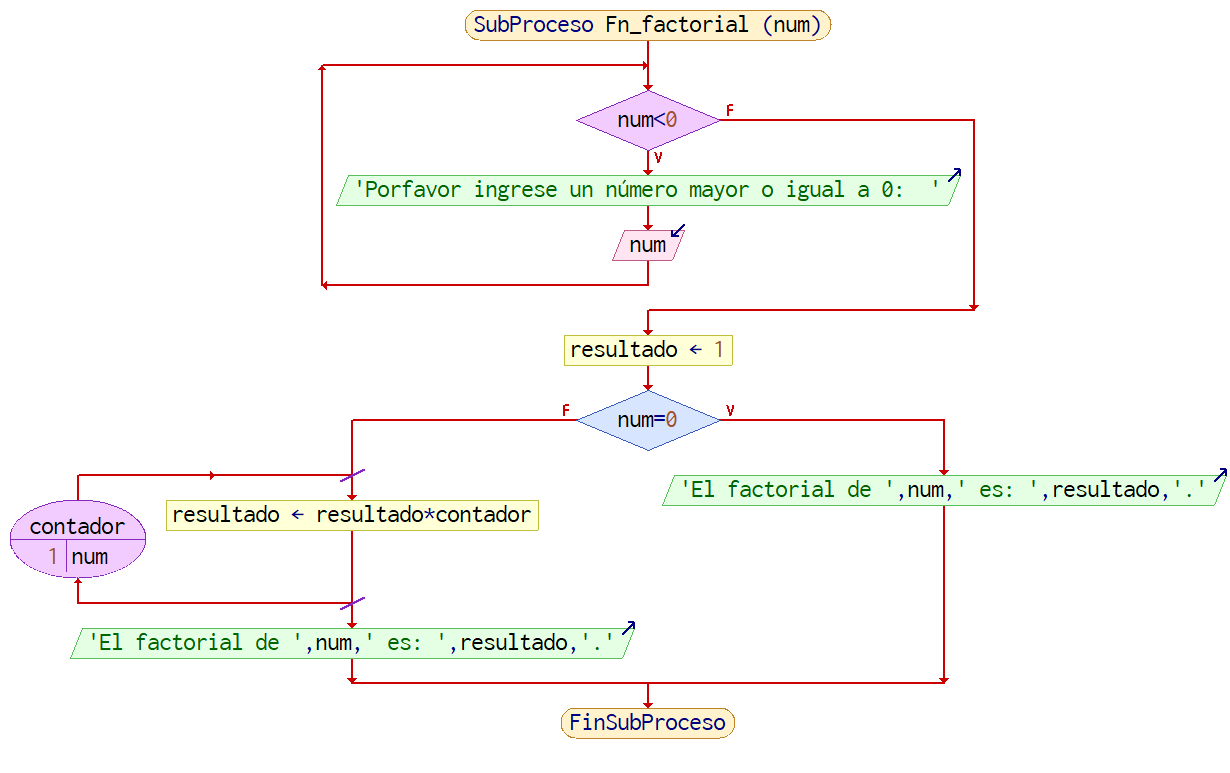 SubProceso Fn_factorial (num)
num<0
F
V
'Porfavor ingrese un número mayor o igual a 0:  '
num
resultado ← 1
num=0
F
V
contador
1 num
resultado ← resultado*contador
'El factorial de ',num,' es: ',resultado,'.'
'El factorial de ',num,' es: ',resultado,'.'
FinSubProceso